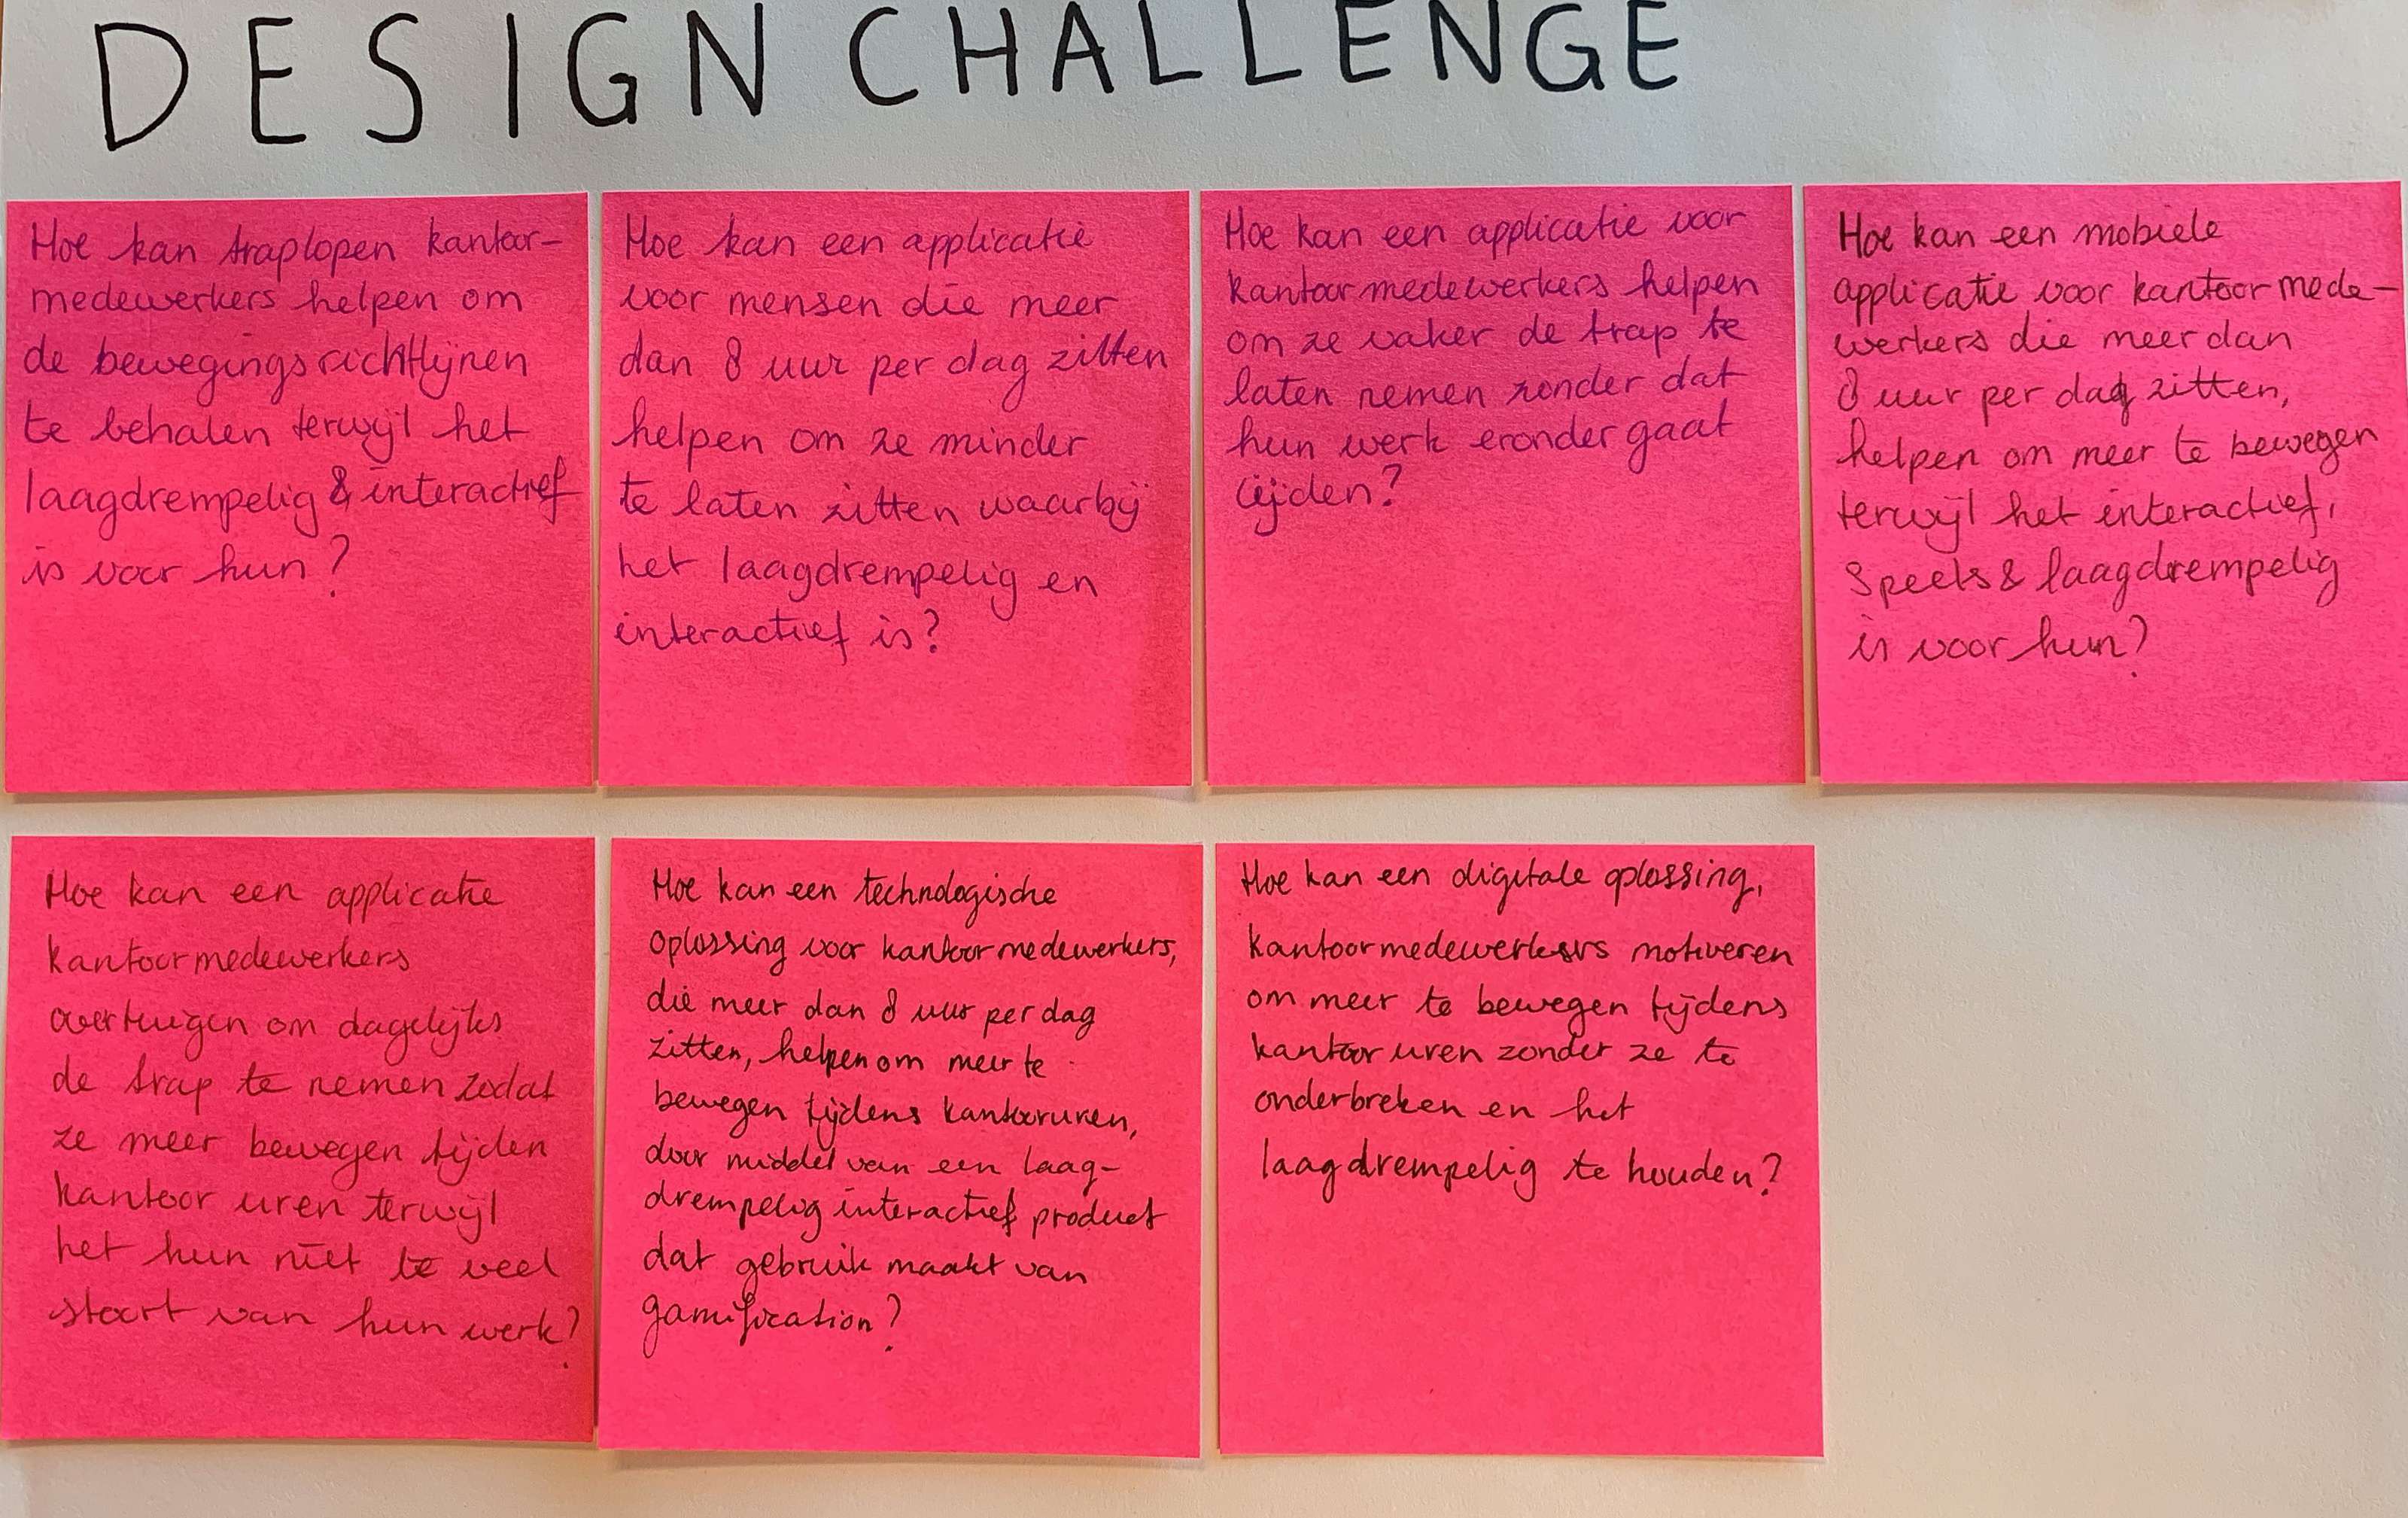 DESIGN CHALLENGE
Hoe kan traplopen kantoor-
medewerkers helpen om
de bewegingsrichtlijnen
te behalen terwijl het
laagdrempelig & interactief
is voor hun?
Hoe kan een applicatie
voor mensen die meer
dan 8 uur per dag zitten
helpen om ze minder
te laten zitten waarbij
het laagdrempelig en
interactief is?
Hoe kan een applicatie voor
kantoormedewerkers helpen
om ze vaker de trap te
laten nemen zonder dat
hun werk eronder gaat
lijden?
Hoe kan een mobiele
applicatie voor kantoormede-
werkers die meer dan
8 uur per dag zitten,
helpen om meer te bewegen
terwijl het interactief,
speels & laagdrempelig
is voor hun?
Hoe kan een applicatie
kantoormedewerkers
overtuigen om dagelijks
de trap te nemen zodat
ze meer bewegen tijden
kantoor uren terwijl
het hun niet te veel
stoort van hun werk?
Hoe kan een technologische
oplossing voor kantoormedewerkers,
die meer dan 8 uur per dag
zitten, helpen om meer te
bewegen tijdens kantooruren,
door middel van een laag-
drempelig interactief product
dat gebruik maakt van
gamification?
Hoe kan een digitale oplossing,
kantoormedewerkers motiveren
om meer te bewegen tijdens
kantooruren zonder ze te
onderbreken en het
laagdrempelig te houden?